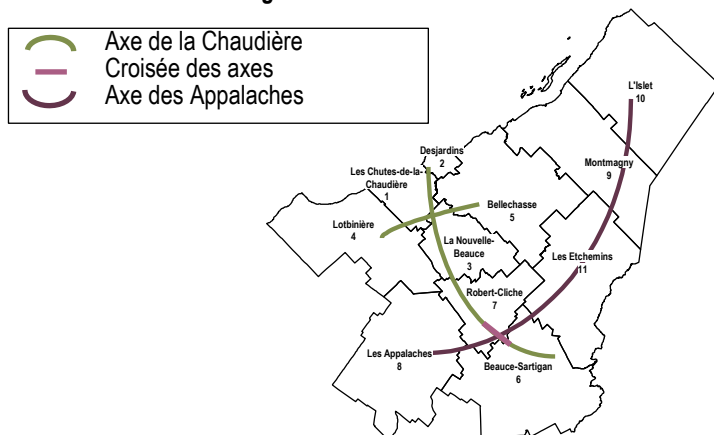 Axe de la Chaudière
Croisée des axes
Axe des Appalaches
L'Islet
10
Desjardins
2
Montmagny
9
Les Chutes-de-la-
Chaudière
1
Bellechasse
5
Lotbinière
4
La Nouvelle-
Beauce
3
Les Etchemins
11
Robert-Cliche
7
Les Appalaches
8
Beauce-Sartigan
6